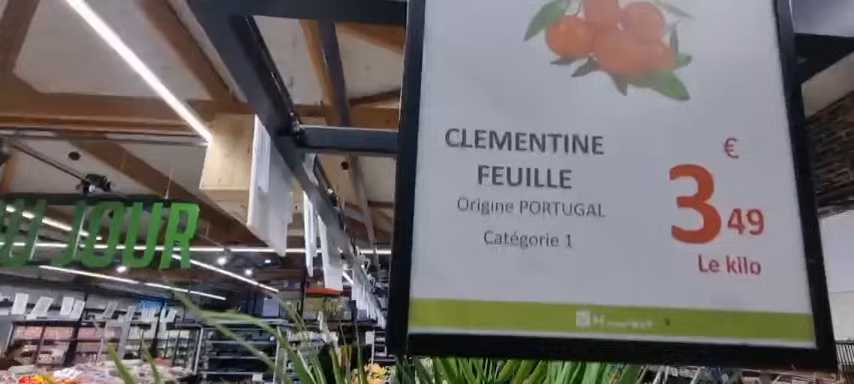 CLEMENTINE
FEUILLE
Origine PORTUGAL
Catégorie 1
€
3 49
Le kilo
U JOUR